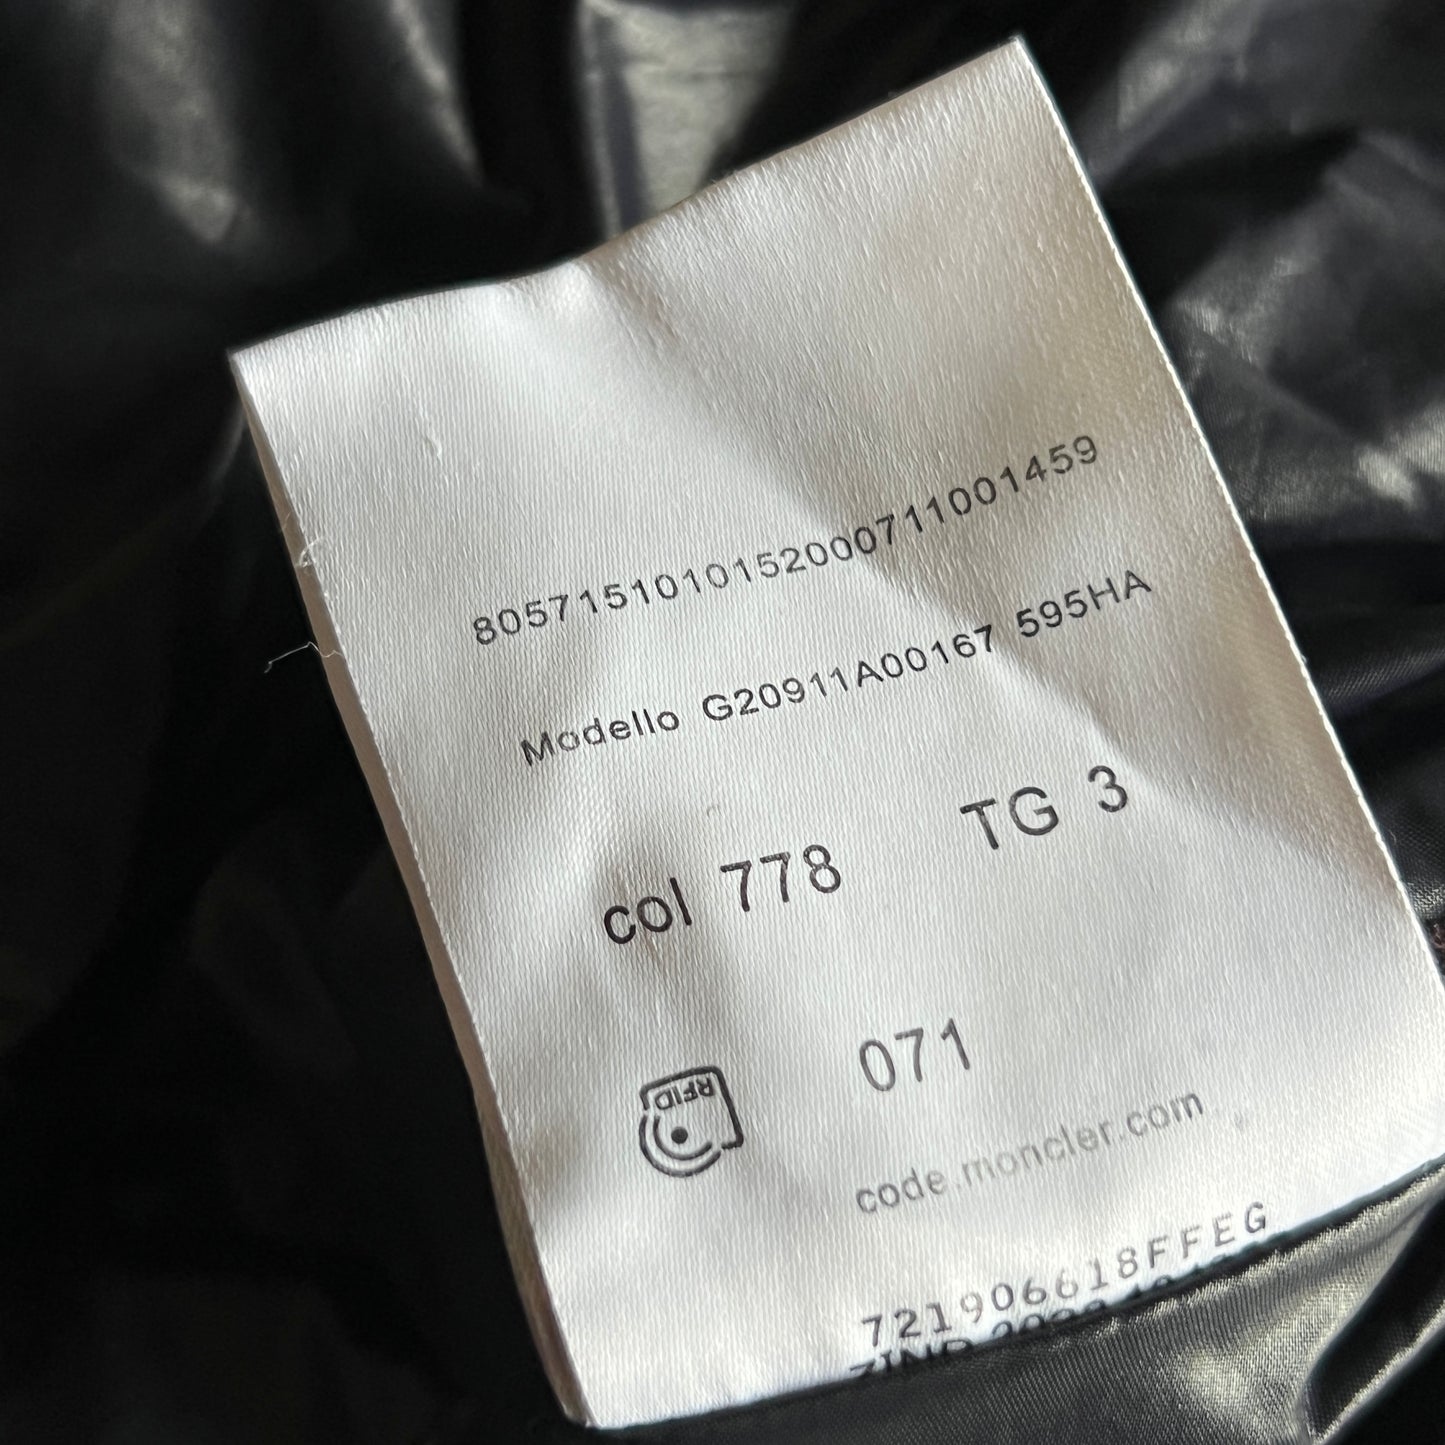 8057151010152000711001459
Modello G20911A00167 595HA
col 778 TG 3
071
RFID
code.moncler.com
721906618FFEG